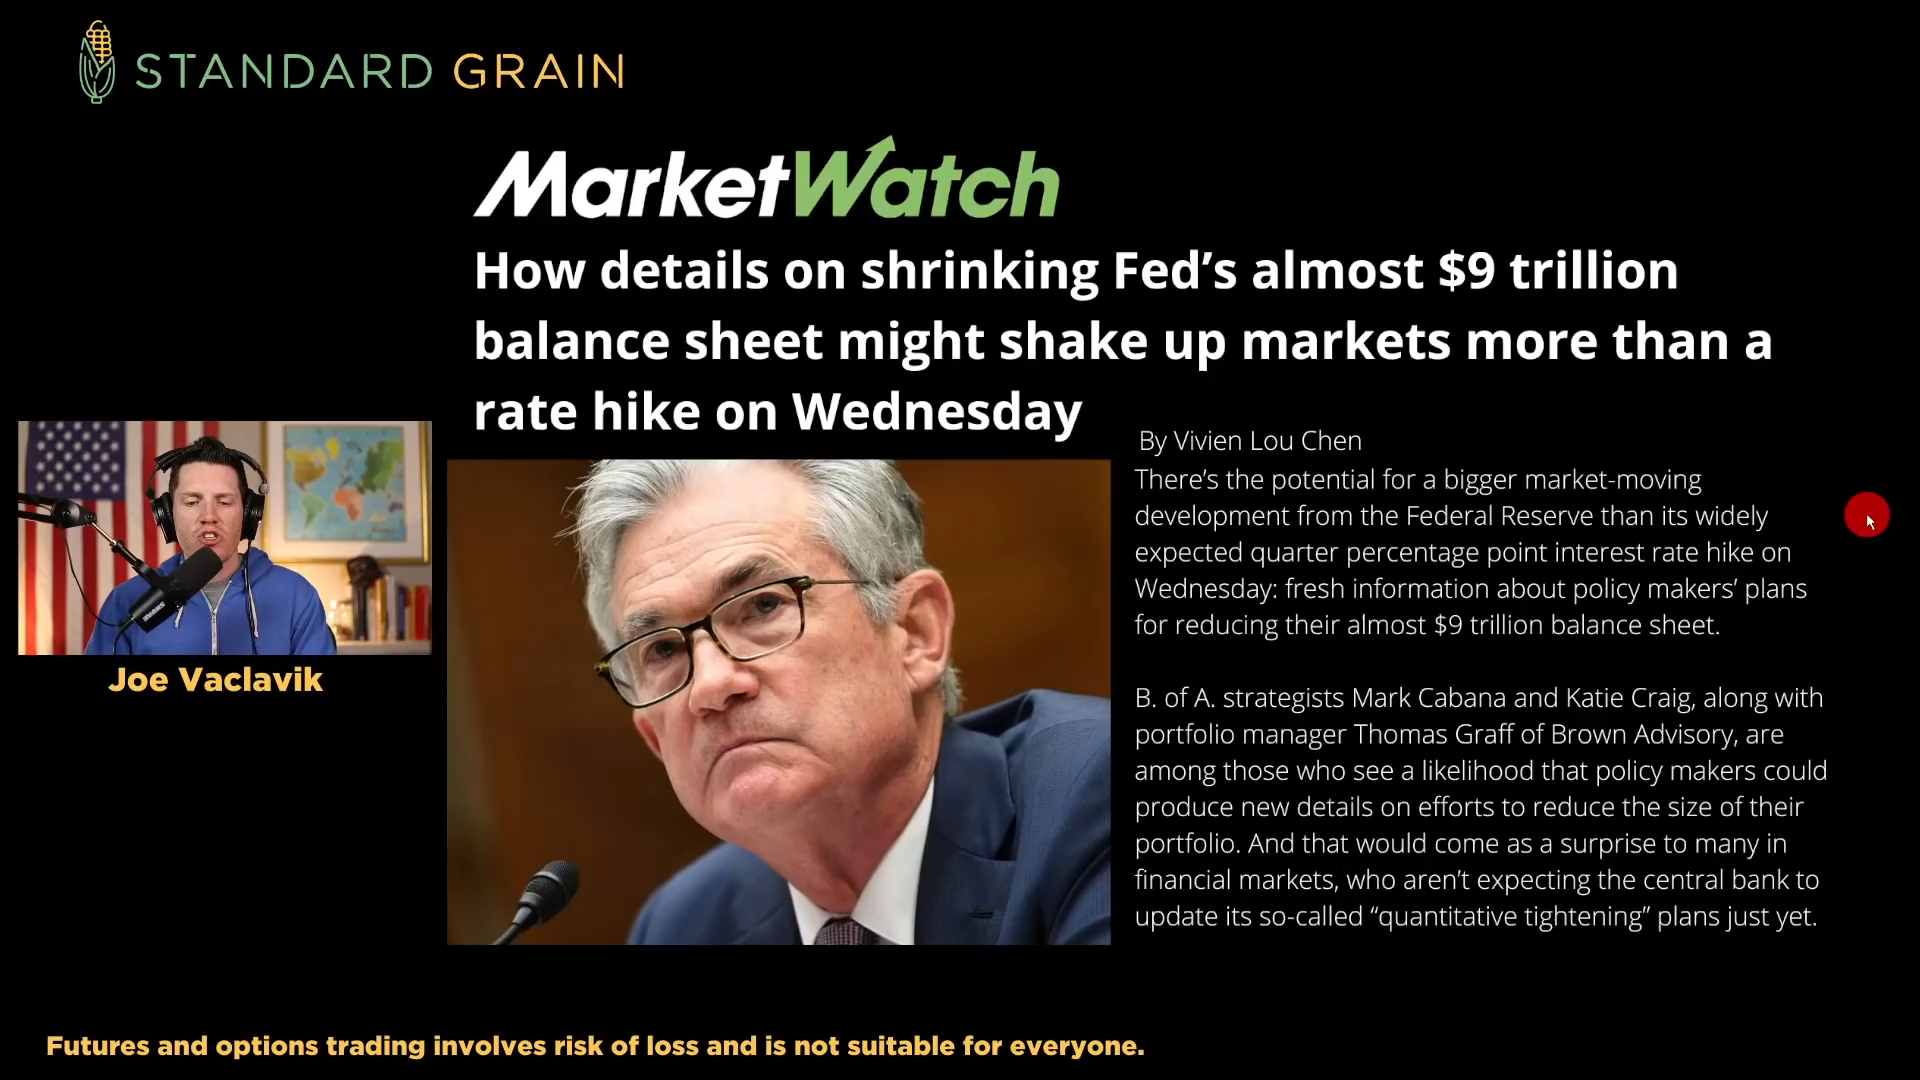 STANDARD GRAIN
MarketWatch
How details on shrinking Fed’s almost $9 trillion
balance sheet might shake up markets more than a
rate hike on Wednesday
By Vivien Lou Chen
There’s the potential for a bigger market-moving
development from the Federal Reserve than its widely
expected quarter percentage point interest rate hike on
Wednesday: fresh information about policy makers’ plans
for reducing their almost $9 trillion balance sheet.
B. of A. strategists Mark Cabana and Katie Craig, along with
portfolio manager Thomas Graff of Brown Advisory, are
among those who see a likelihood that policy makers could
produce new details on efforts to reduce the size of their
portfolio. And that would come as a surprise to many in
financial markets, who aren’t expecting the central bank to
update its so-called “quantitative tightening” plans just yet.
SHURE
Joe Vaclavik
Futures and options trading involves risk of loss and is not suitable for everyone.